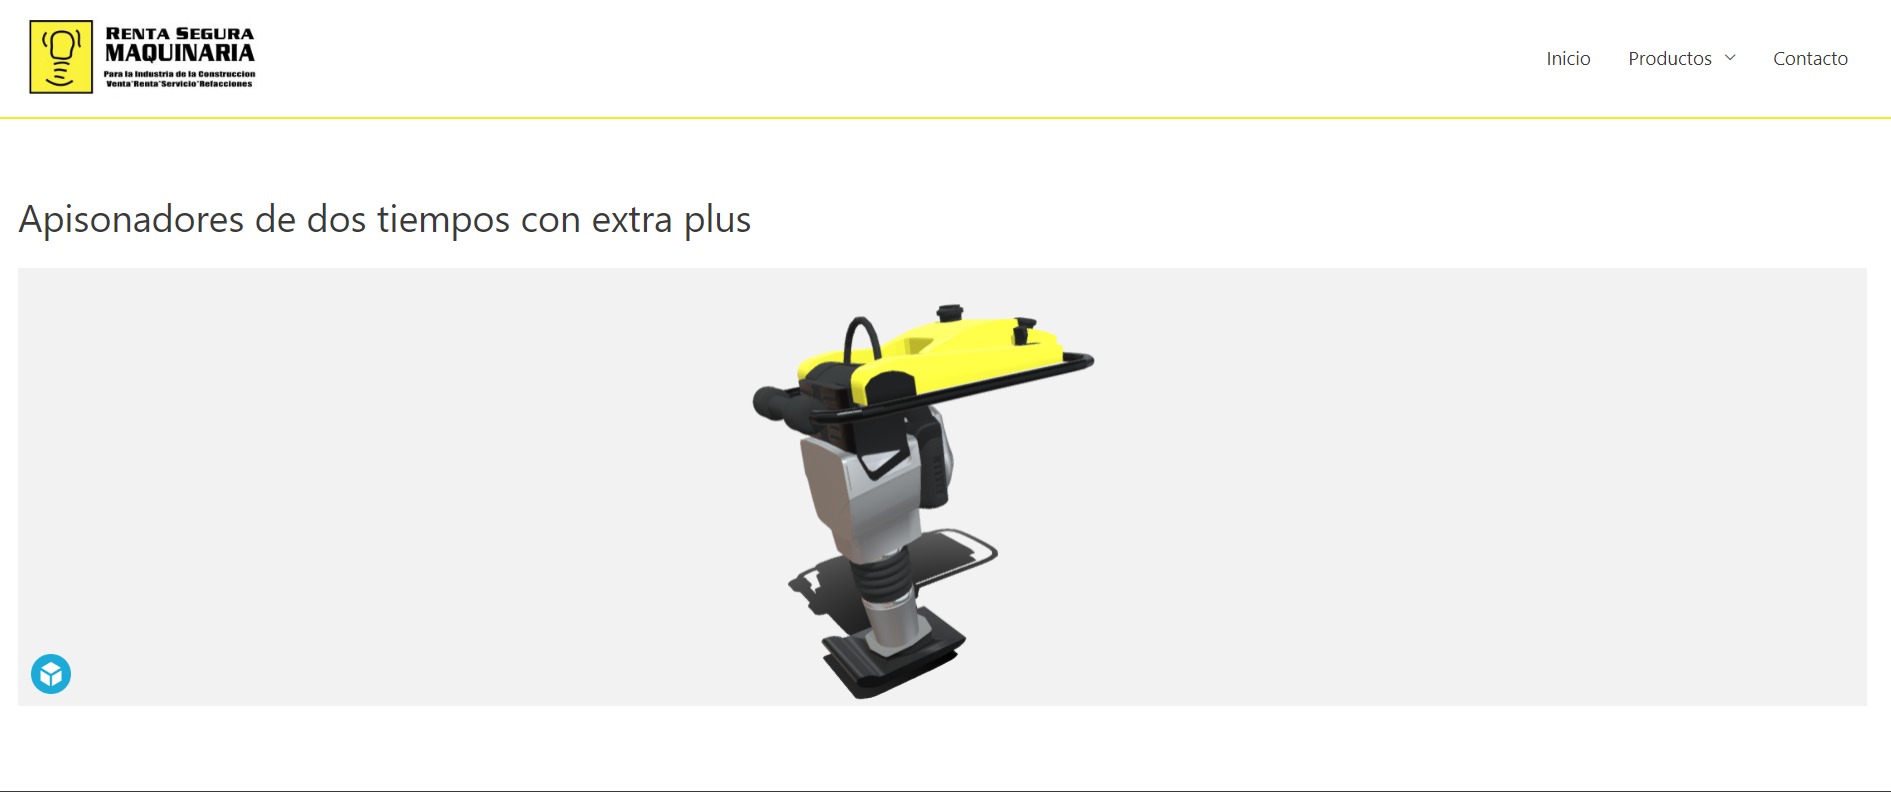 RENTA SEGURA
MAQUINARIA
Para la Industria de la Construccion
Venta*Renta*Servicio*Refacciones
Inicio
Productos
Contacto
Apisonadores de dos tiempos con extra plus